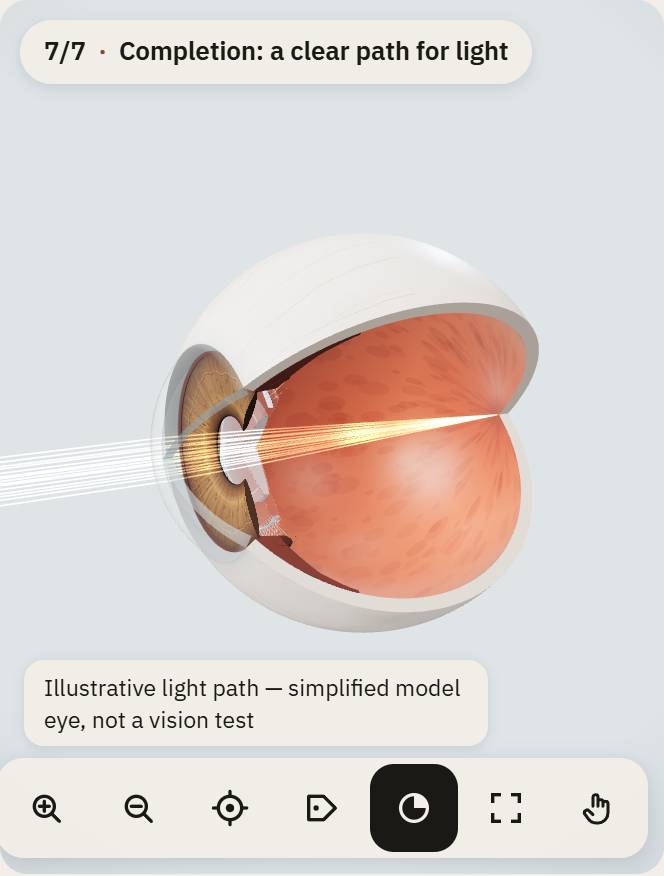 7/7 · Completion: a clear path for light
Illustrative light path — simplified model
eye, not a vision test